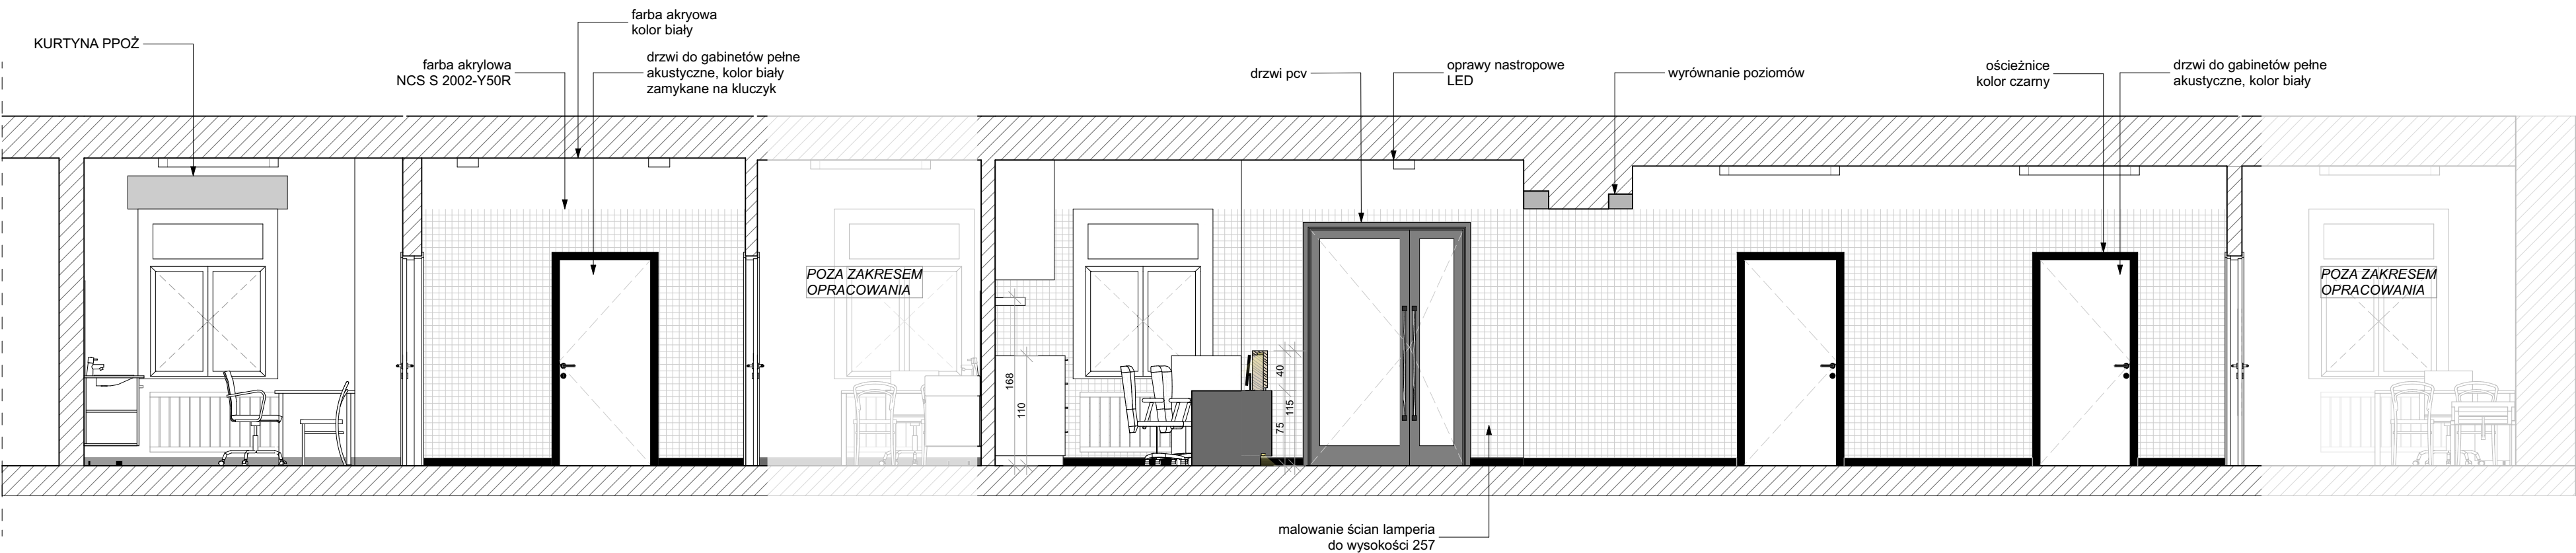 KURTYNA PPOŻ
farba akrylowa
NCS S 2002-Y50R
farba akryowa
kolor biały
drzwi do gabinetów pełne
akustyczne, kolor biały
zamykane na kluczyk
drzwi pcv
oprawy nastropowe
LED
wyrównanie poziomów
ościeżnice
kolor czarny
drzwi do gabinetów pełne
akustyczne, kolor biały
POZA ZAKRESEM
OPRACOWANIA
168
110
40
115
75
POZA ZAKRESEM
OPRACOWANIA
malowanie ścian lamperia
do wysokości 257